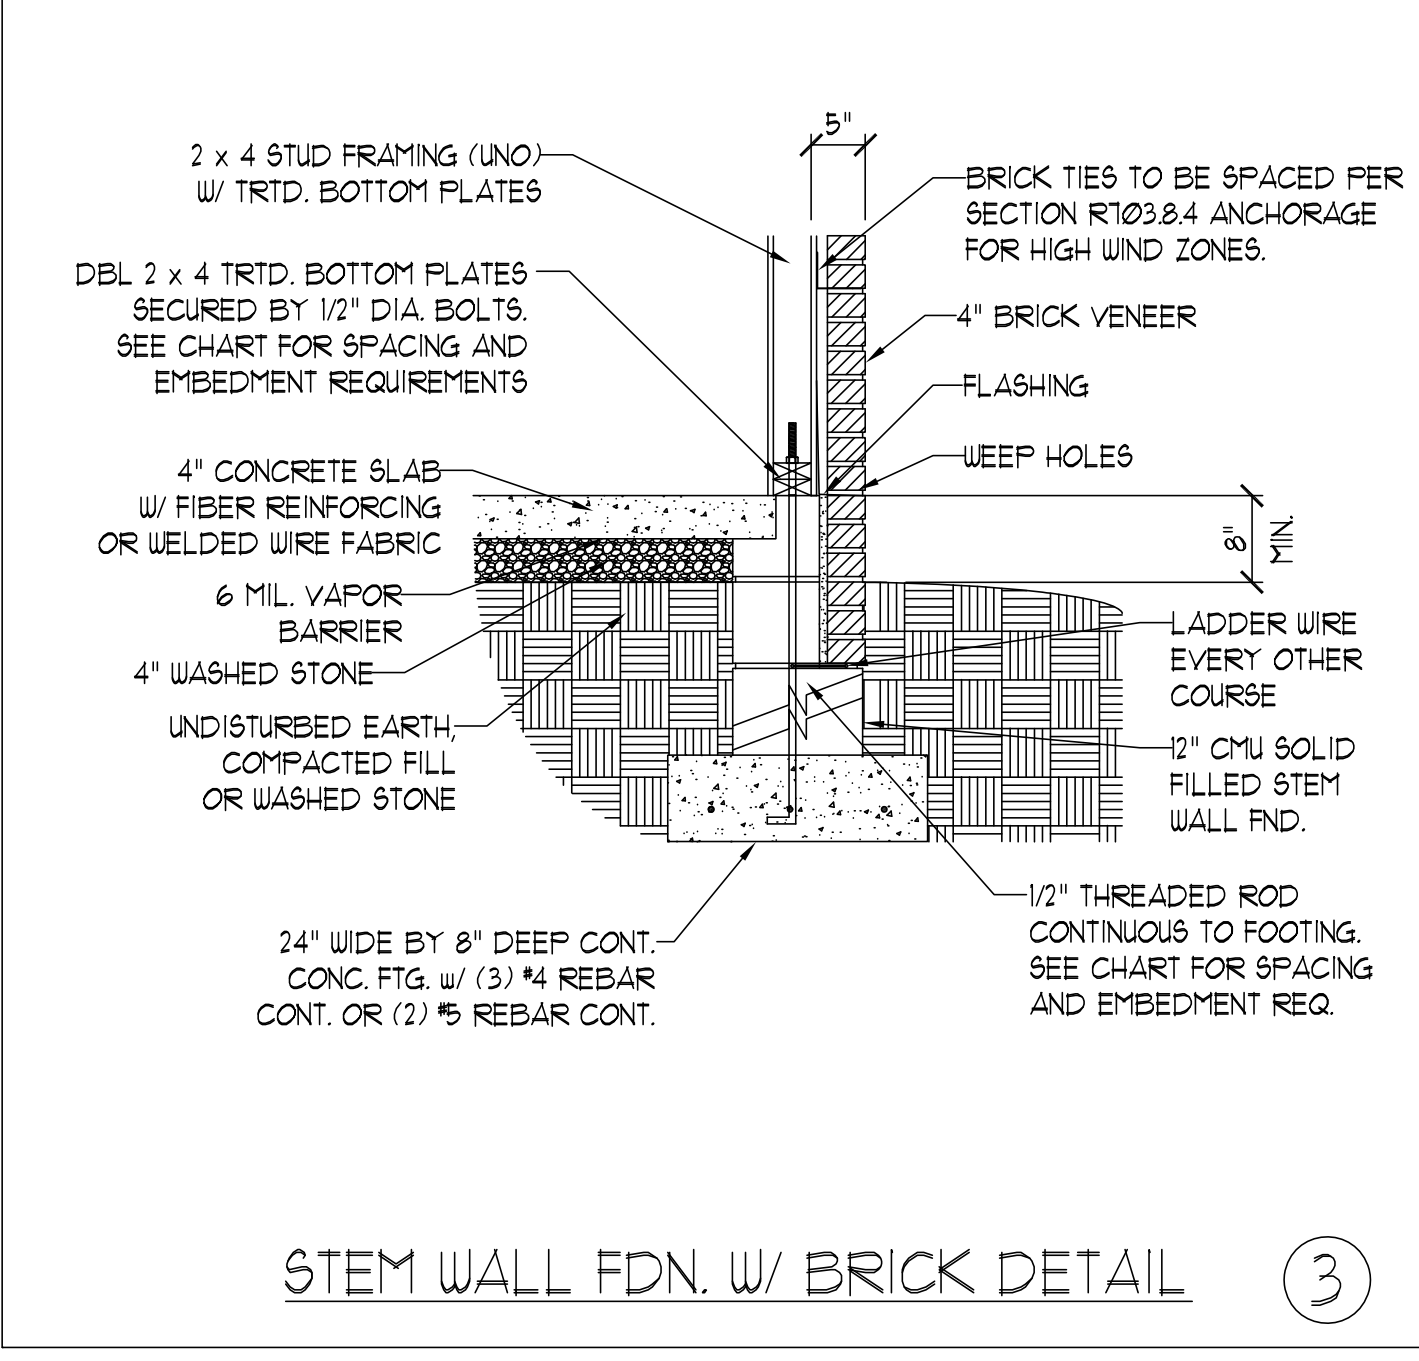 5"
2 x 4 STUD FRAMING (UNO)
W/ TRTD. BOTTOM PLATES
BRICK TIES TO BE SPACED PER
SECTION R703.8.4 ANCHORAGE
FOR HIGH WIND ZONES.
DBL 2 x 4 TRTD. BOTTOM PLATES
SECURED BY 1/2" DIA. BOLTS.
SEE CHART FOR SPACING AND
EMBEDMENT REQUIREMENTS
4" BRICK VENEER
FLASHING
WEEP HOLES
4" CONCRETE SLAB
W/ FIBER REINFORCING
OR WELDED WIRE FABRIC
8"
MIN.
6 MIL. VAPOR
BARRIER
4" WASHED STONE
LADDER WIRE
EVERY OTHER
COURSE
UNDISTURBED EARTH,
COMPACTED FILL
OR WASHED STONE
12" CMU SOLID
FILLED STEM
WALL FND.
1/2" THREADED ROD
CONTINUOUS TO FOOTING.
SEE CHART FOR SPACING
AND EMBEDMENT REQ.
24" WIDE BY 8" DEEP CONT.
CONC. FTG. w/ (3) #4 REBAR
CONT. OR (2) #5 REBAR CONT.
STEM WALL FDN. W/ BRICK DETAIL
3